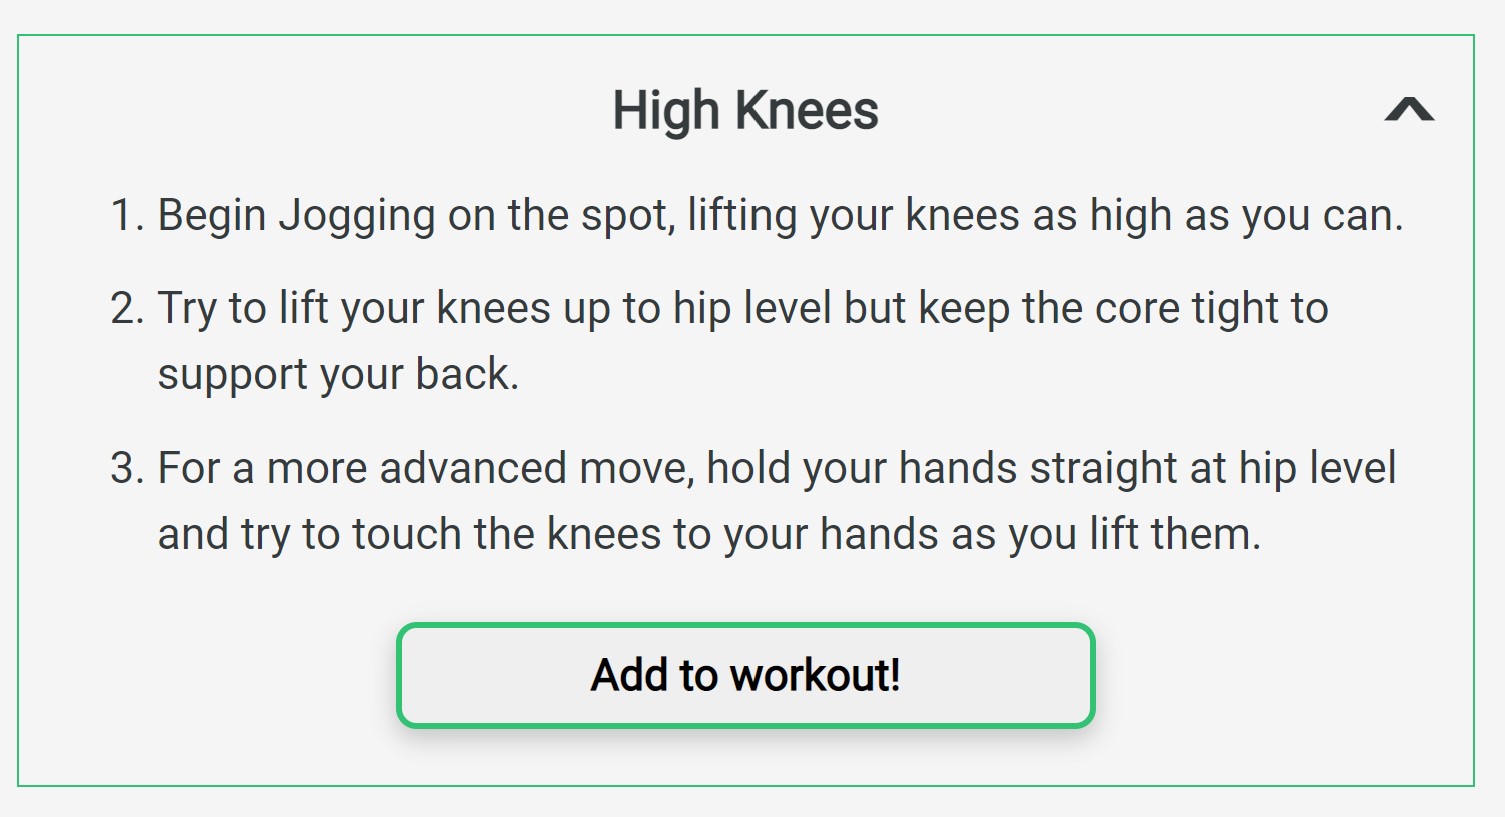 High Knees
1. Begin Jogging on the spot, lifting your knees as high as you can.
2. Try to lift your knees up to hip level but keep the core tight to
support your back.
3. For a more advanced move, hold your hands straight at hip level
and try to touch the knees to your hands as you lift them.
Add to workout!